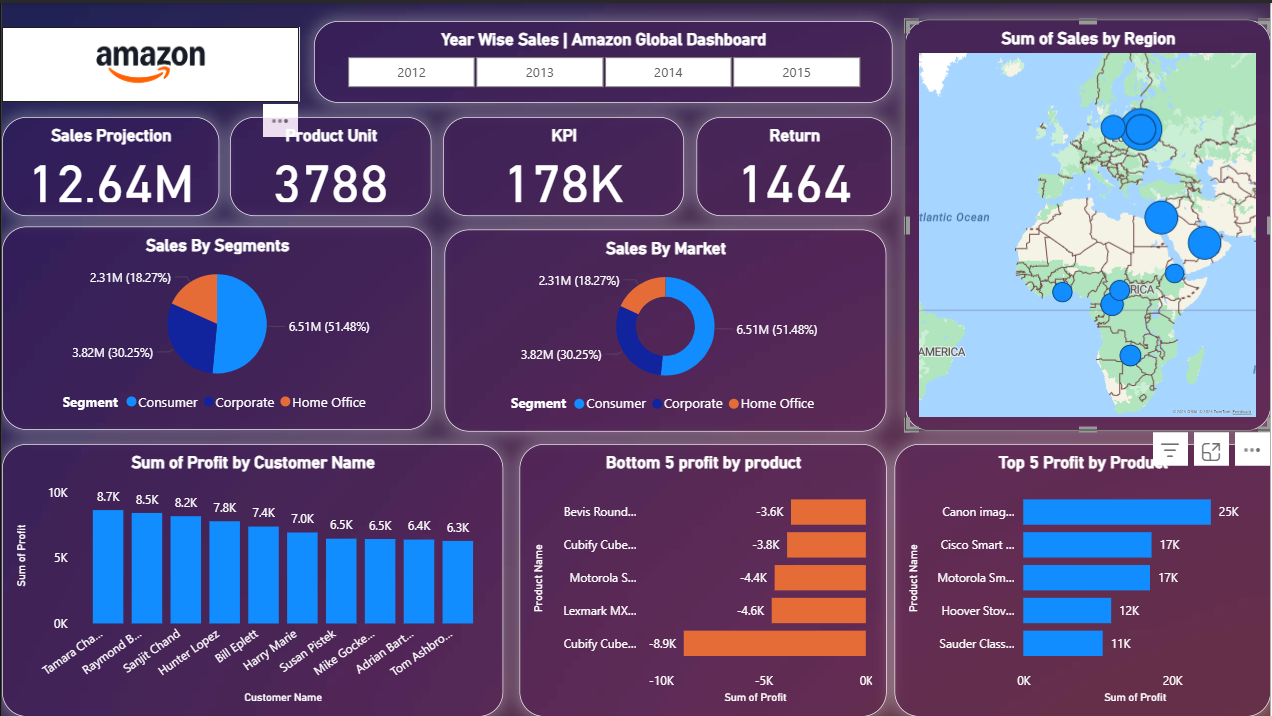 amazon
Year Wise Sales | Amazon Global Dashboard
2012
2013
2014
2015
Sum of Sales by Region
Sales Projection
12.64M
Product Unit
3788
KPI
178K
Return
1464
Sales By Segments
2.31M (18.27%)
3.82M (30.25%)
6.51M (51.48%)
Segment Consumer Corporate Home Office
Sales By Market
2.31M (18.27%)
3.82M (30.25%)
6.51M (51.48%)
Segment Consumer Corporate Home Office
tlantic Ocean
RICA
AMERICA
Sum of Profit by Customer Name
Sum of Profit
10K
5K
0K
8.7K
8.5K
8.2K
7.8K
7.4K
7.0K
6.5K
6.5K
6.4K
6.3K
Tamara Cha...
Raymond B...
Sanjit Chand
Hunter Lopez
Bill Eplett
Harry Marie
Susan Pistek
Mike Gocke...
Adrian Bart...
Tom Ashbro...
Customer Name
Bottom 5 profit by product
Product Name
Bevis Round... -3.6K
Cubify Cube... -3.8K
Motorola S... -4.4K
Lexmark MX... -4.6K
Cubify Cube... -8.9K
-10K -5K 0K
Sum of Profit
Top 5 Profit by Product
Product Name
Canon imag... 25K
Cisco Smart ... 17K
Motorola Sm... 17K
Hoover Stov... 12K
Sauder Class... 11K
0K 20K
Sum of Profit